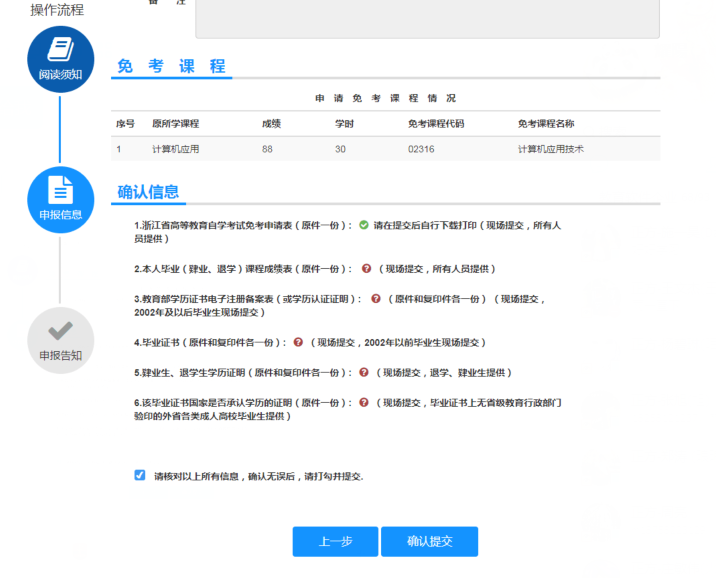 操作流程
备 注
阅读须知
免考课程
申请免考课程情况
序号 原所学课程 成绩 学时 免考课程代码 免考课程名称
1 计算机应用 88 30 02316 计算机应用技术
确认信息
申报信息
1.浙江省高等教育自学考试免考申请表(原件一份): 请在提交后自行下载打印(现场提交,所有人
员提供)
2.本人毕业(肄业、退学)课程成绩表(原件一份): (现场提交,所有人员提供)
3.教育部学历证书电子注册备案表(或学历认证证明): (原件和复印件各一份)(现场提交,
2002年及以后毕业生现场提交)
4.毕业证书(原件和复印件各一份): (现场提交,2002年以前毕业生现场提交)
申报告知
5.肄业生、退学生学历证明(原件和复印件各一份): (现场提交,退学、肄业生提供)
6.该毕业证书国家是否承认学历的证明(原件一份): (现场提交,毕业证书上无省级教育行政部门
验印的外省各类成人高校毕业生提供)
请核对以上所有信息,确认无误后,请打勾并提交.
上一步 确认提交